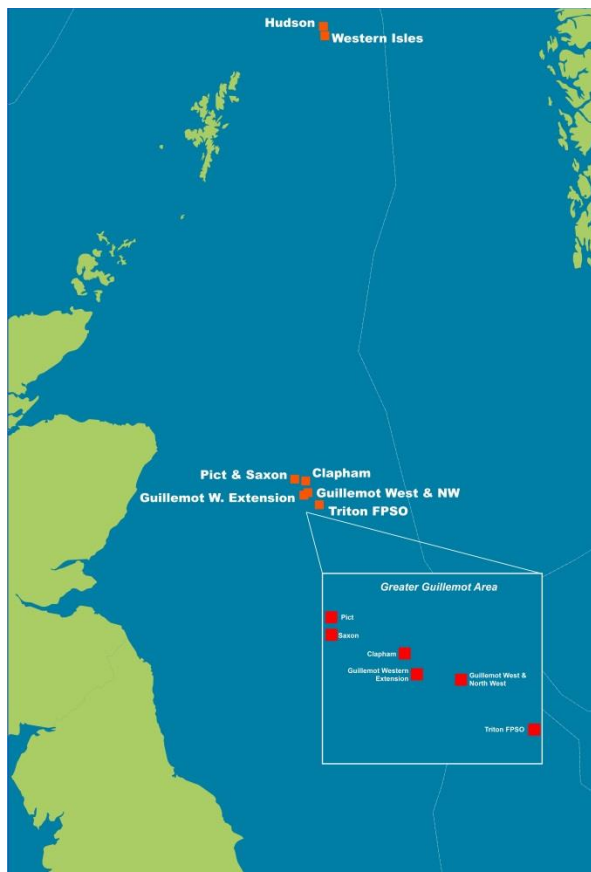 Hudson
Western Isles
Pict & Saxon
Clapham
Guillemot W. Extension
Guillemot West & NW
Triton FPSO
Greater Guillemot Area
Pict
Saxon
Clapham
Guillemot Western
Extension
Guillemot West &
North West
Triton FPSO